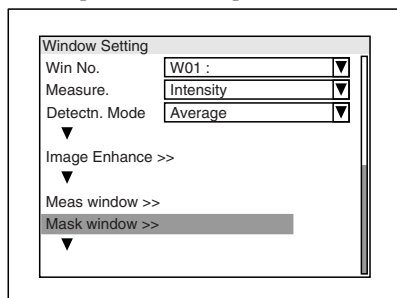 Window Setting
Win No. W01 :
Measure. Intensity
Detectn. Mode Average
Image Enhance >>
Meas window >>
Mask window >>